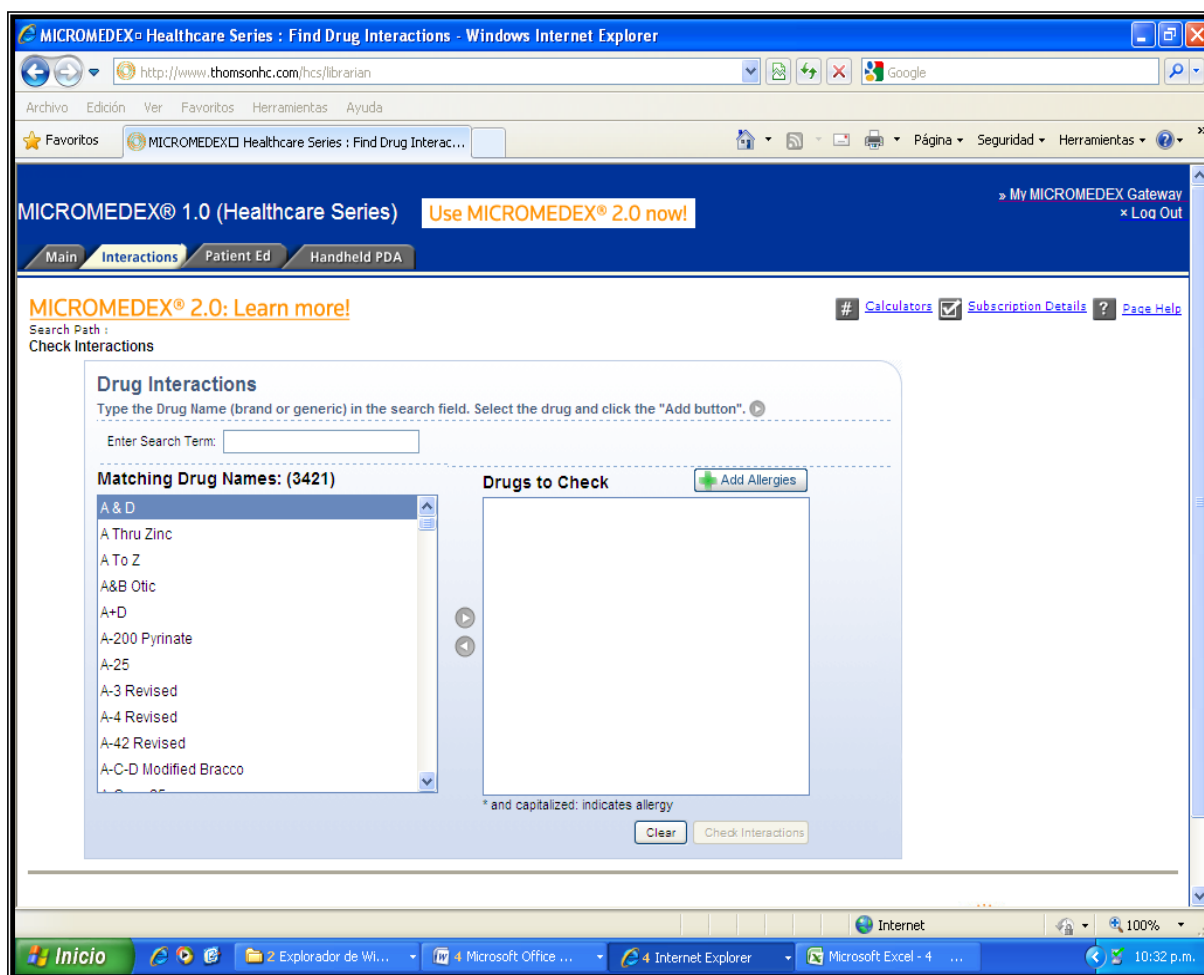 MICROMEDEX¤ Healthcare Series : Find Drug Interactions - Windows Internet Explorer
http://www.thomsonhc.com/hcs/librarian
Google
Archivo Edición Ver Favoritos Herramientas Ayuda
Favoritos
MICROMEDEX□ Healthcare Series : Find Drug Interac...
Página Seguridad Herramientas
» My MICROMEDEX Gateway
MICROMEDEX® 1.0 (Healthcare Series)
Use MICROMEDEX® 2.0 now!
× Log Out
Main Interactions Patient Ed Handheld PDA
MICROMEDEX® 2.0: Learn more!
# Calculators Subscription Details ? Page Help
Search Path :
Check Interactions
Drug Interactions
Type the Drug Name (brand or generic) in the search field. Select the drug and click the "Add button".
Enter Search Term:
Matching Drug Names: (3421)
Drugs to Check
Add Allergies
A & D
A Thru Zinc
A To Z
A&B Otic
A+D
A-200 Pyrinate
A-25
A-3 Revised
A-4 Revised
A-42 Revised
A-C-D Modified Bracco
* and capitalized: indicates allergy
Clear
Check Interactions
Internet
100%
Inicio
2 Explorador de Wi...
4 Microsoft Office ...
4 Internet Explorer
Microsoft Excel - 4 ...
10:32 p.m.